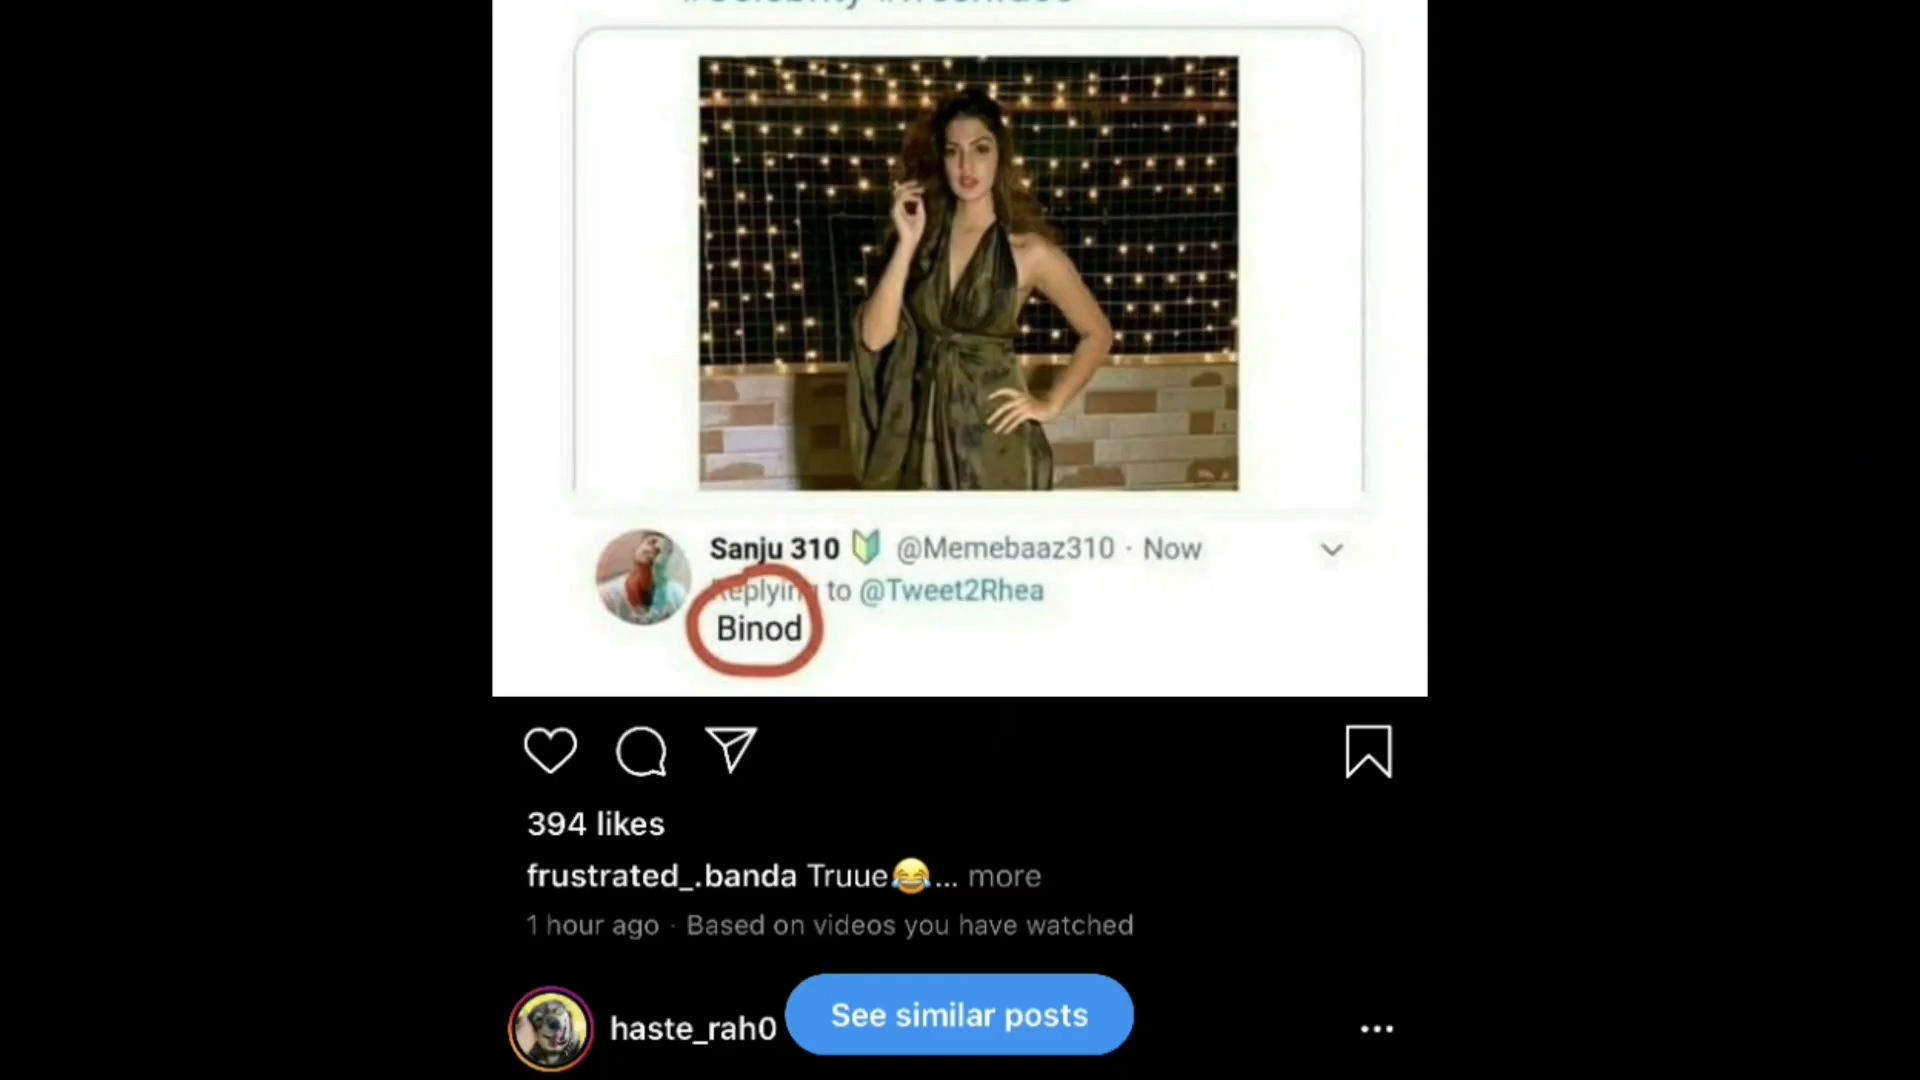 Sanju 310 🔰 @Memebaaz310 · Now
Replying to @Tweet2Rhea
Binod
394 likes
frustrated_.banda Truue😂... more
1 hour ago · Based on videos you have watched
haste_rah0
See similar posts